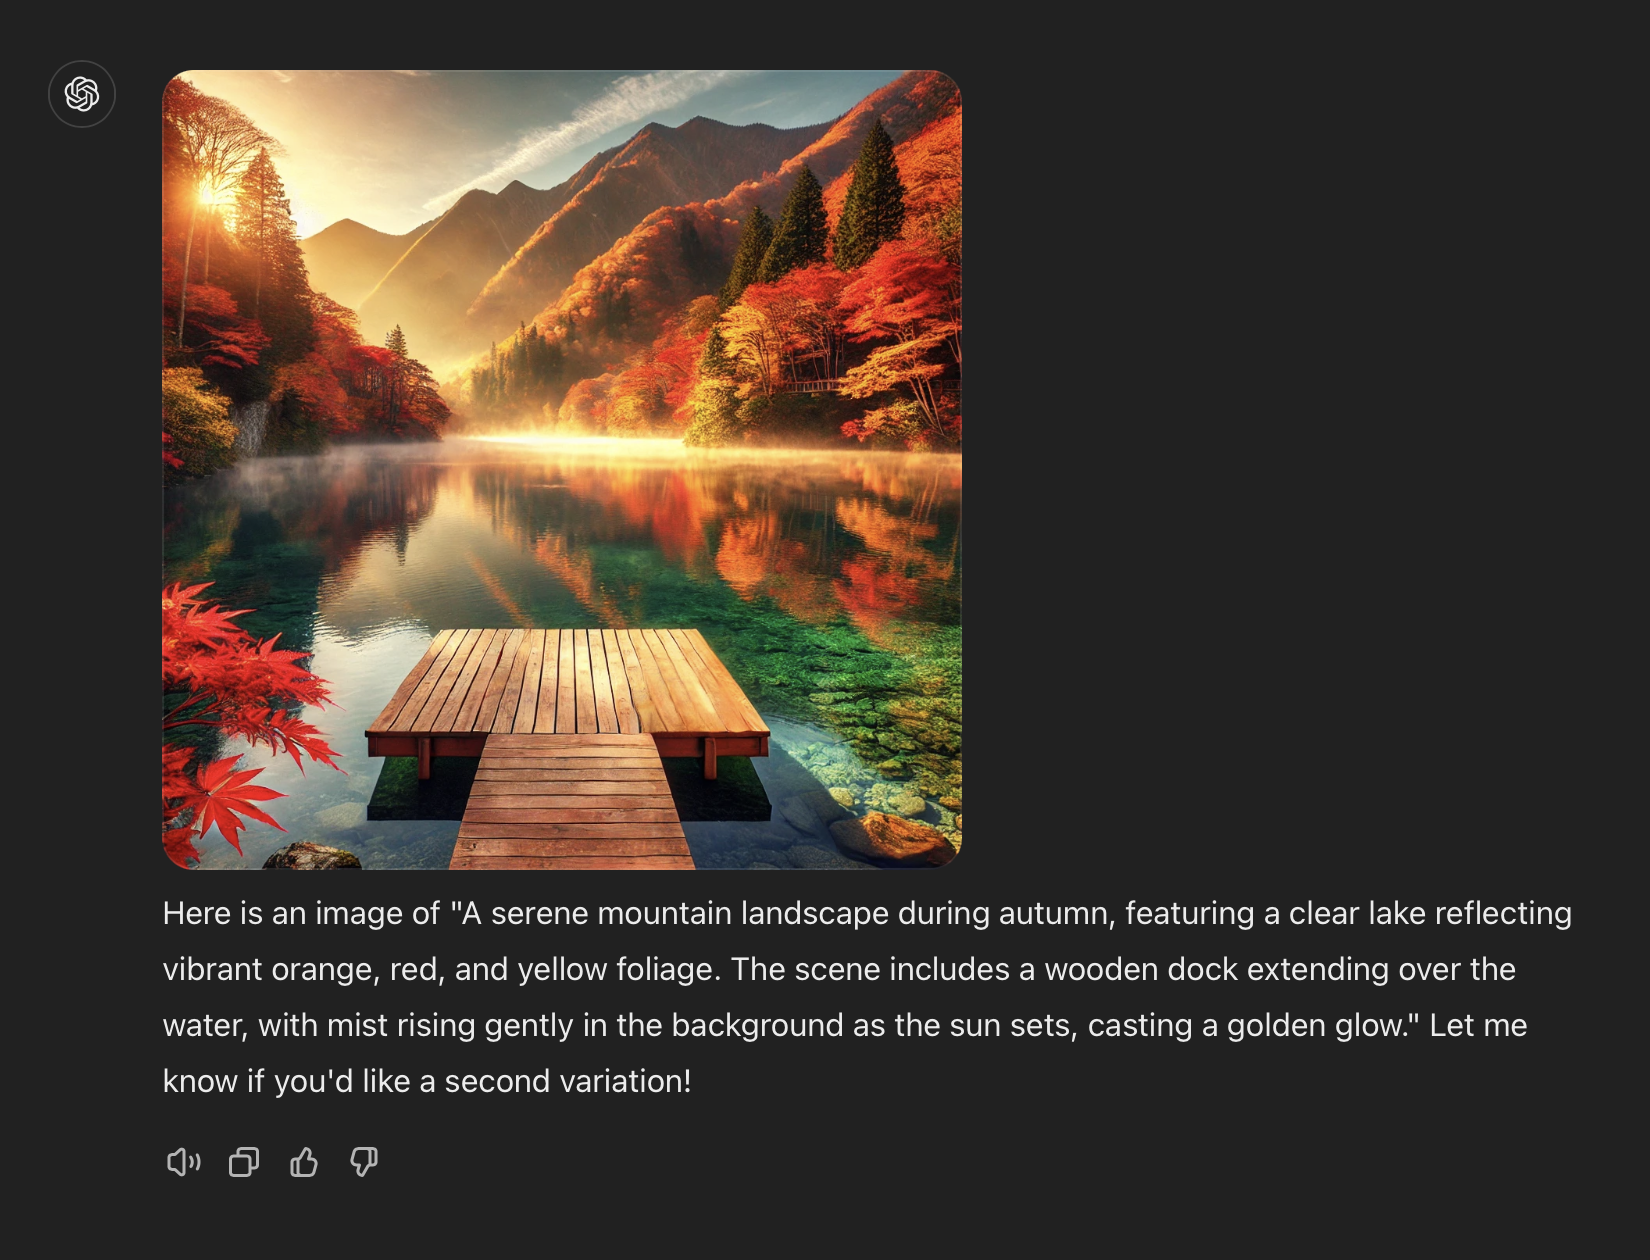 Here is an image of "A serene mountain landscape during autumn, featuring a clear lake reflecting
vibrant orange, red, and yellow foliage. The scene includes a wooden dock extending over the
water, with mist rising gently in the background as the sun sets, casting a golden glow." Let me
know if you'd like a second variation!